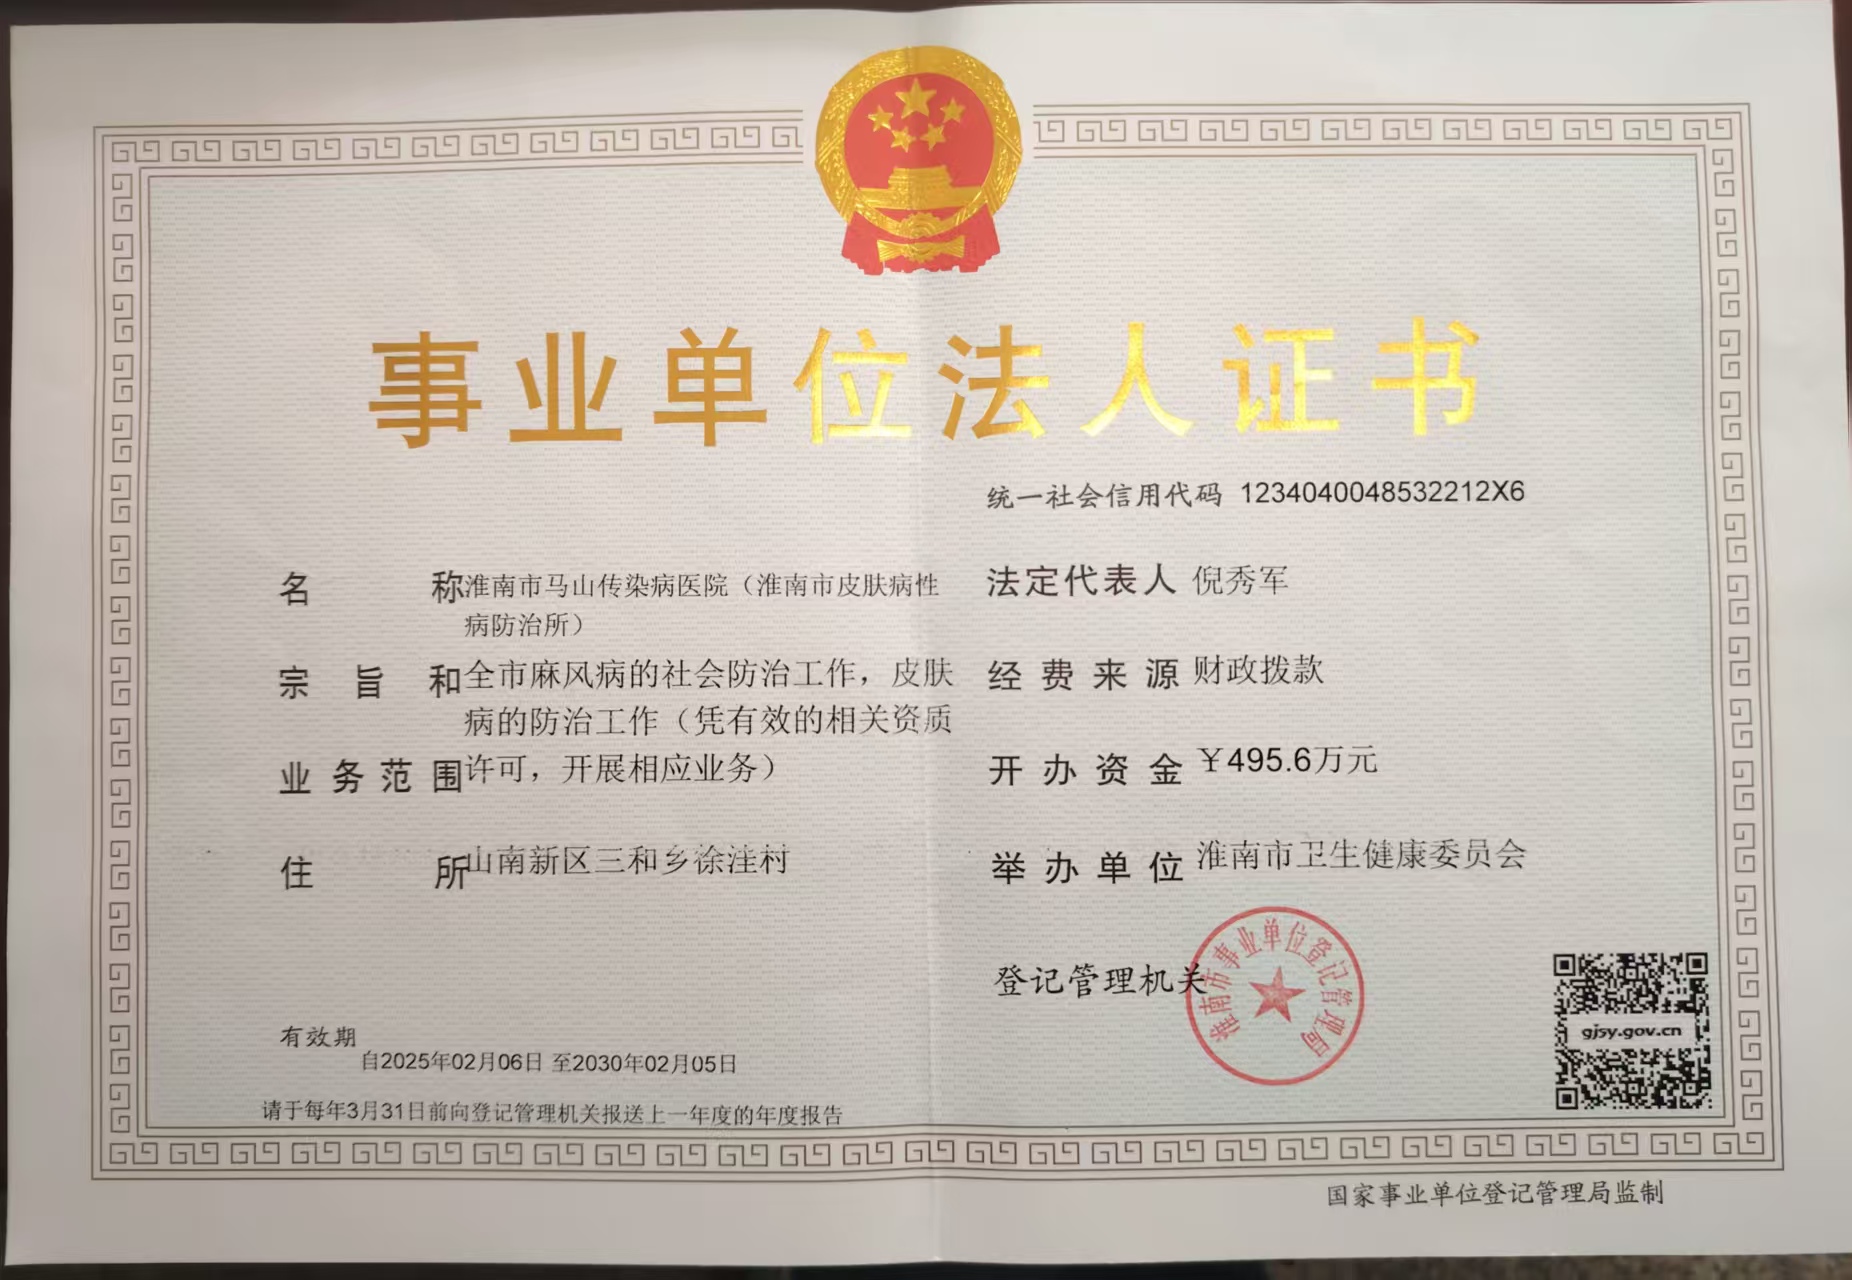 事业单位法人证书
统一社会信用代码 1234040048532212X6
名称 淮南市马山传染病医院（淮南市皮肤病性
病防治所）
宗旨和 全市麻风病的社会防治工作，皮肤
病的防治工作（凭有效的相关资质
业务范围 许可，开展相应业务）
住所 山南新区三和乡徐洼村
法定代表人 倪秀军
经费来源 财政拨款
开办资金 ￥495.6万元
举办单位 淮南市卫生健康委员会
登记管理机关
淮南市事业单位登记管理局
有效期
自2025年02月06日 至2030年02月05日
请于每年3月31日前向登记管理机关报送上一年度的年度报告
gjsy.gov.cn
国家事业单位登记管理局监制